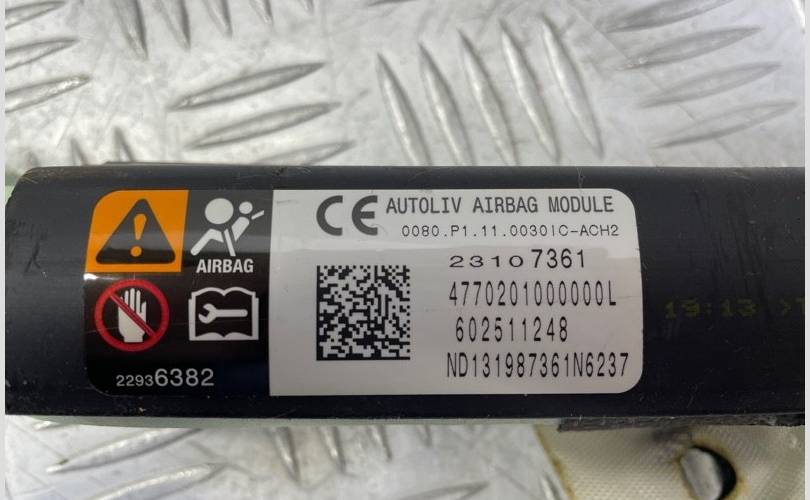 CE AUTOLIV AIRBAG MODULE
0080.P1.11.0030IC-ACH2
AIRBAG
23107361
4770201000000L
602511248
ND131987361N6237
22936382
19:13